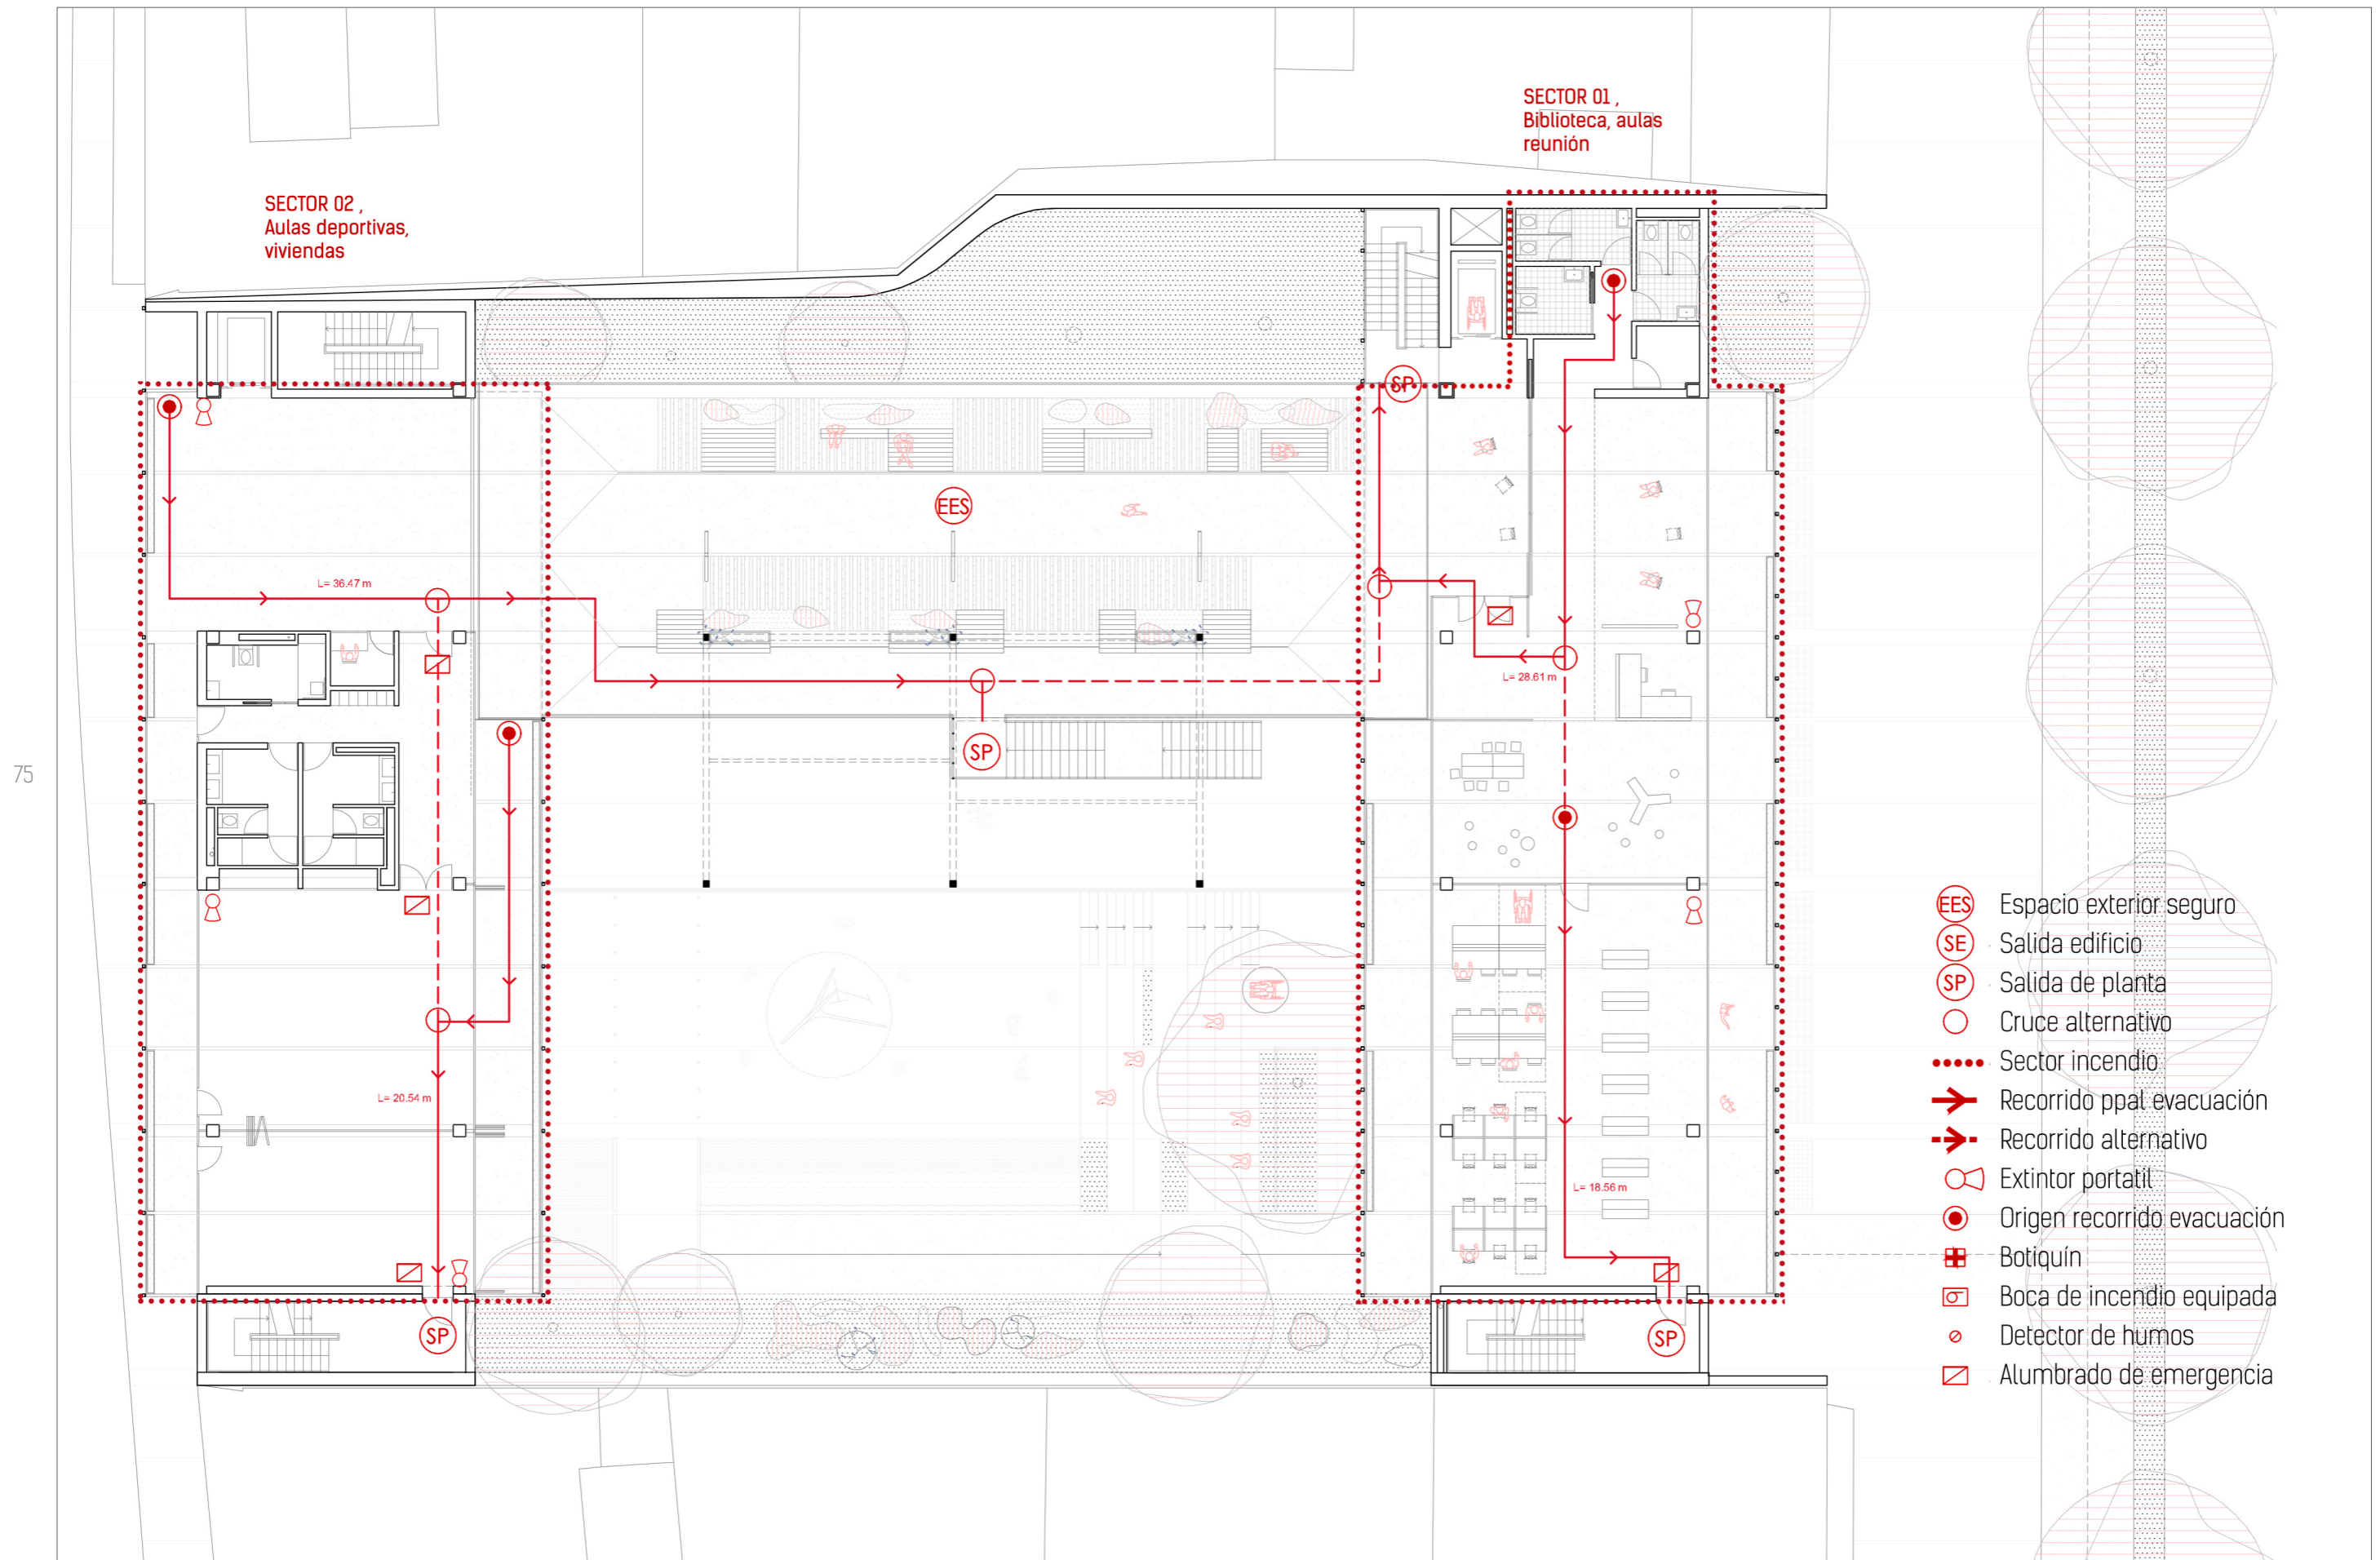 SECTOR 01 ,
Biblioteca, aulas
reunión
SECTOR 02 ,
Aulas deportivas,
viviendas
SP
EES
L= 36.47 m
L= 28.61 m
SP
75
L= 20.54 m
L= 18.56 m
SP
SP
EES Espacio exterior seguro
SE Salida edificio
SP Salida de planta
Cruce alternativo
Sector incendio
Recorrido ppal evacuación
Recorrido alternativo
Extintor portatil
Origen recorrido evacuación
Botiquín
Boca de incendio equipada
Detector de humos
Alumbrado de emergencia